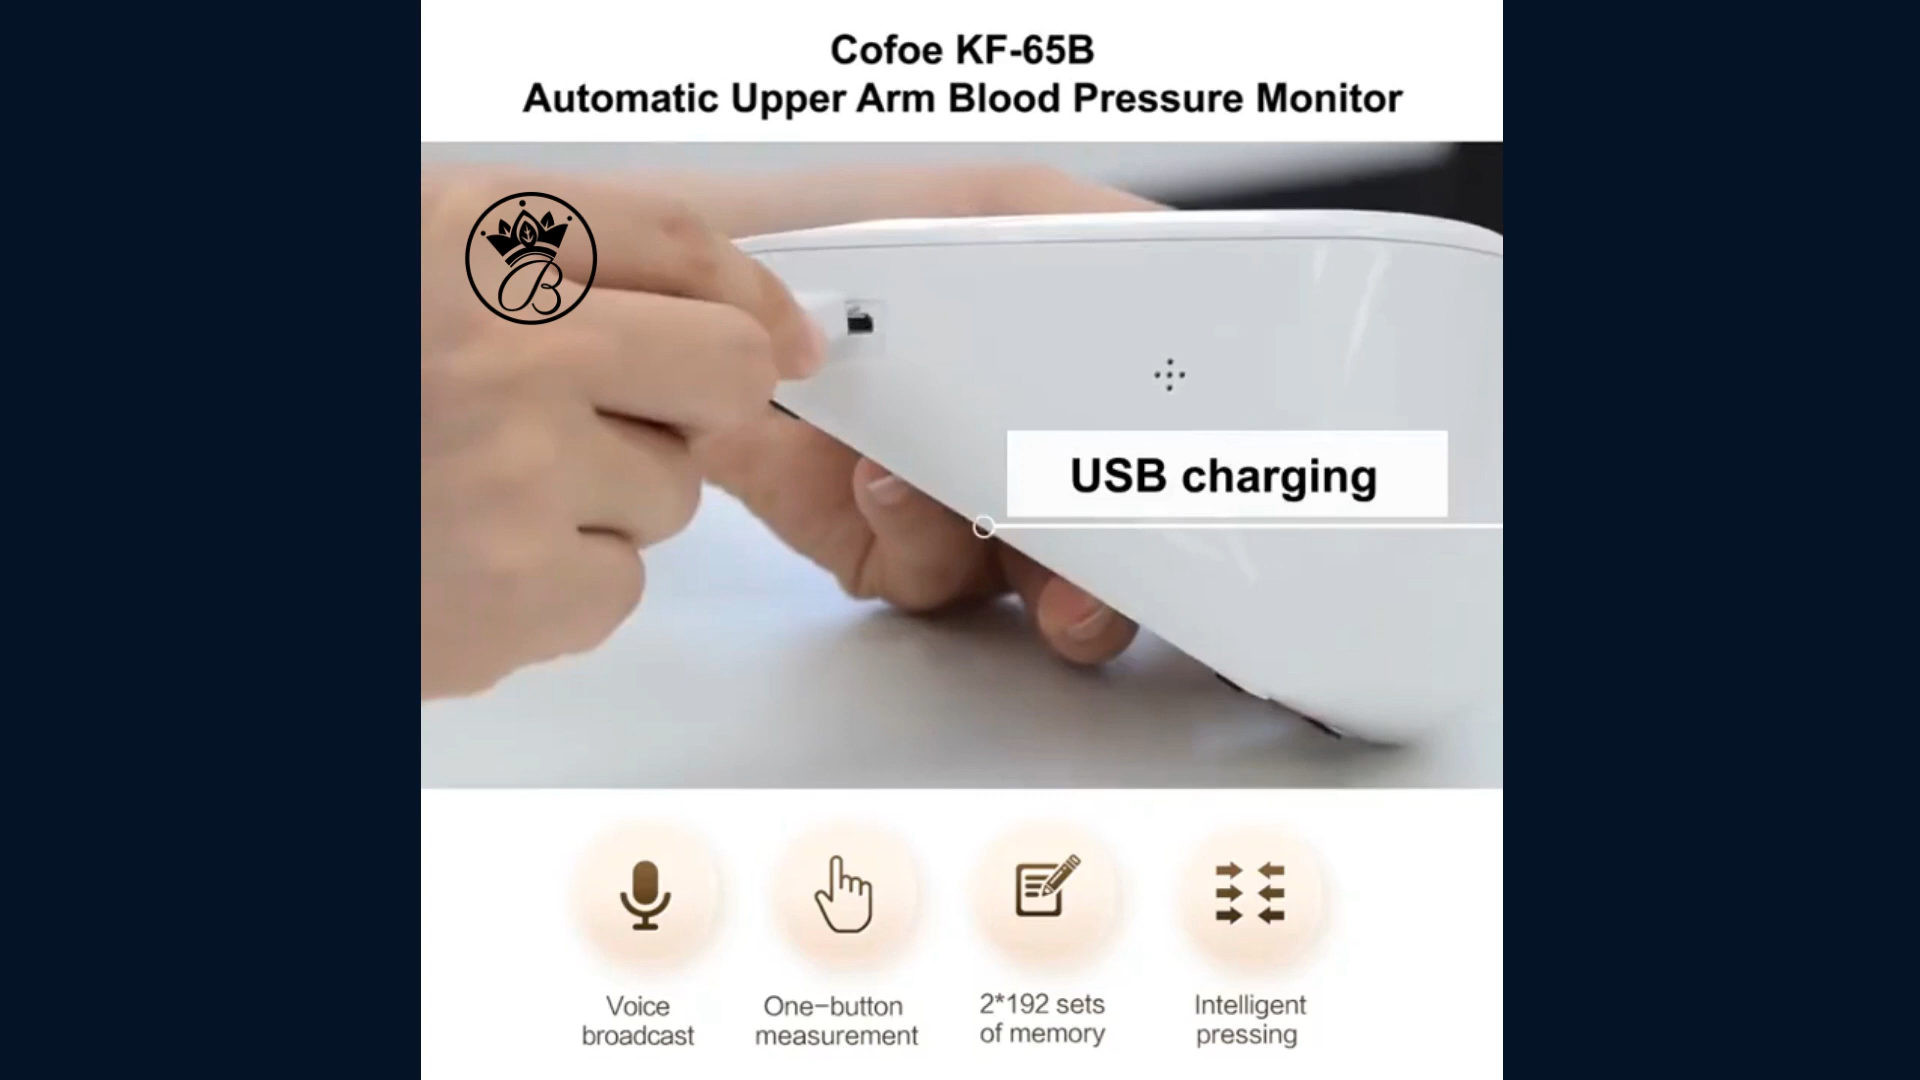 Cofoe KF-65B
Automatic Upper Arm Blood Pressure Monitor
B
USB charging
Voice
broadcast
One-button
measurement
2*192 sets
of memory
Intelligent
pressing